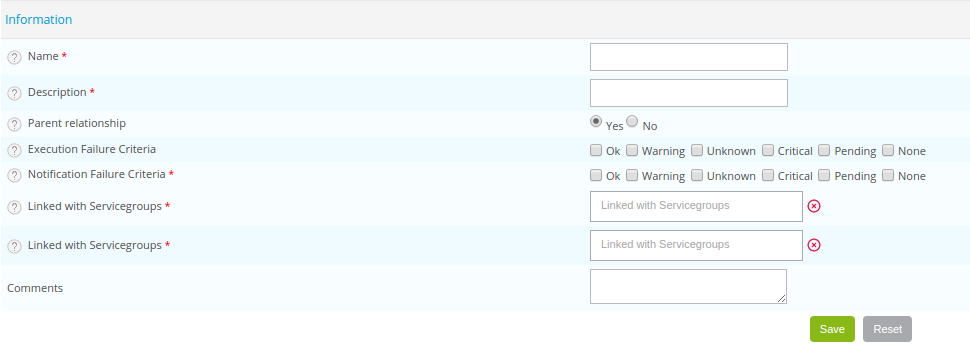 Information
? Name *
? Description *
? Parent relationship Yes No
? Execution Failure Criteria Ok Warning Unknown Critical Pending None
? Notification Failure Criteria * Ok Warning Unknown Critical Pending None
? Linked with Servicegroups * Linked with Servicegroups
? Linked with Servicegroups * Linked with Servicegroups
Comments
Save Reset